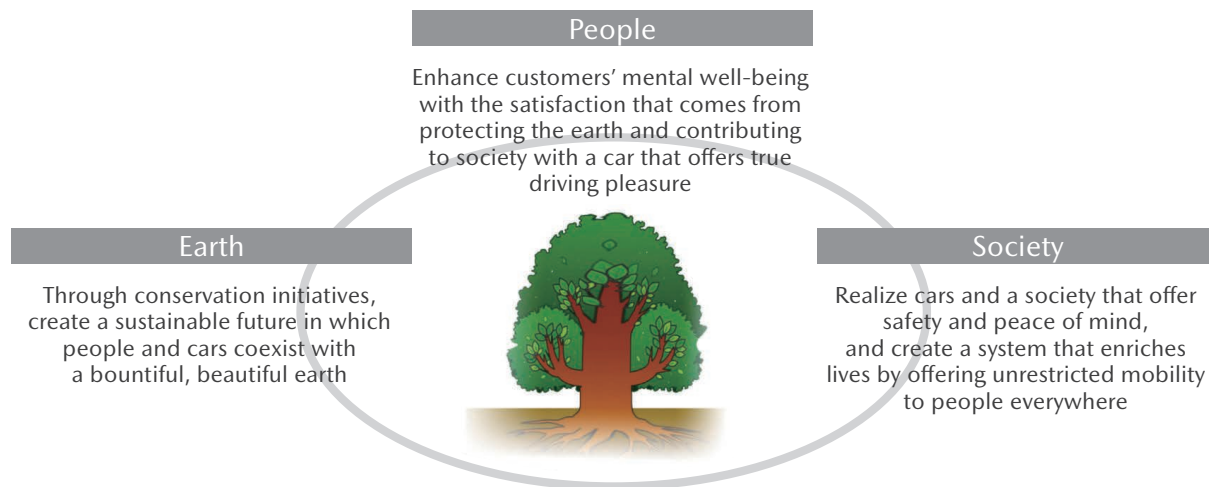 People
Enhance customers’ mental well-being
with the satisfaction that comes from
protecting the earth and contributing
to society with a car that offers true
driving pleasure
Earth
Through conservation initiatives,
create a sustainable future in which
people and cars coexist with
a bountiful, beautiful earth
Society
Realize cars and a society that offer
safety and peace of mind,
and create a system that enriches
lives by offering unrestricted mobility
to people everywhere